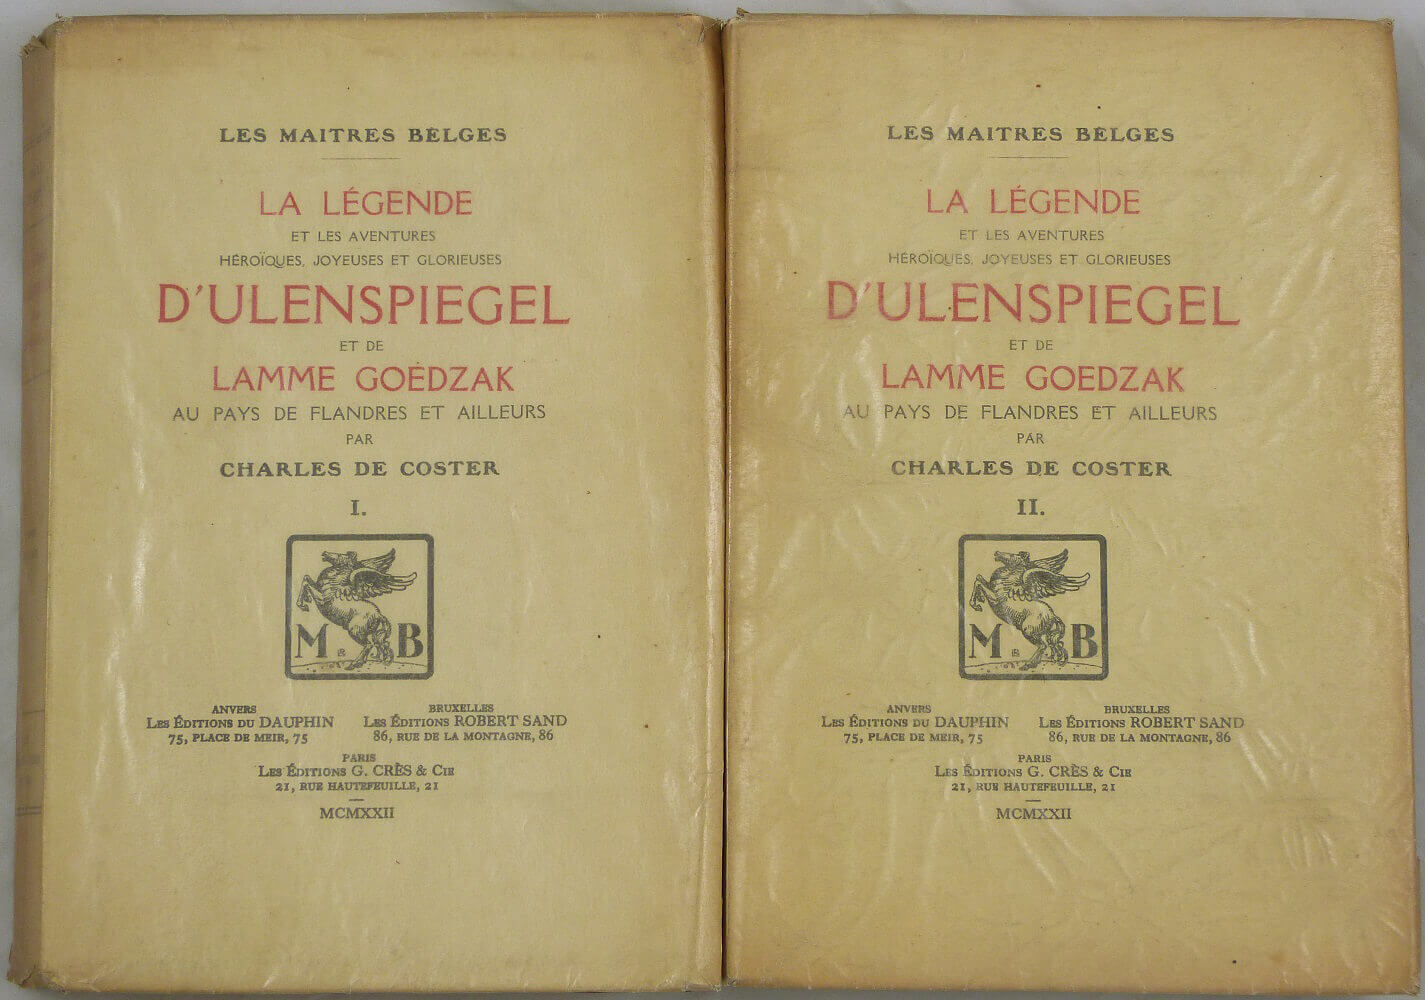 LES MAITRES BELGES
LA LÉGENDE
ET LES AVENTURES
HÉROÏQUES, JOYEUSES ET GLORIEUSES
D'ULENSPIEGEL
ET DE
LAMME GOEDZAK
AU PAYS DE FLANDRES ET AILLEURS
PAR
CHARLES DE COSTER
I.
M B
ANVERS
LES ÉDITIONS DU DAUPHIN
75, PLACE DE MEIR, 75
BRUXELLES
LES ÉDITIONS ROBERT SAND
86, RUE DE LA MONTAGNE, 86
PARIS
LES ÉDITIONS G. CRÈS & CIE
21, RUE HAUTEFEUILLE, 21
MCMXXII
LES MAITRES BELGES
LA LÉGENDE
ET LES AVENTURES
HÉROÏQUES, JOYEUSES ET GLORIEUSES
D'ULENSPIEGEL
ET DE
LAMME GOEDZAK
AU PAYS DE FLANDRES ET AILLEURS
PAR
CHARLES DE COSTER
II.
M B
ANVERS
LES ÉDITIONS DU DAUPHIN
75, PLACE DE MEIR, 75
BRUXELLES
LES ÉDITIONS ROBERT SAND
86, RUE DE LA MONTAGNE, 86
PARIS
LES ÉDITIONS G. CRÈS & CIE
21, RUE HAUTEFEUILLE, 21
MCMXXII